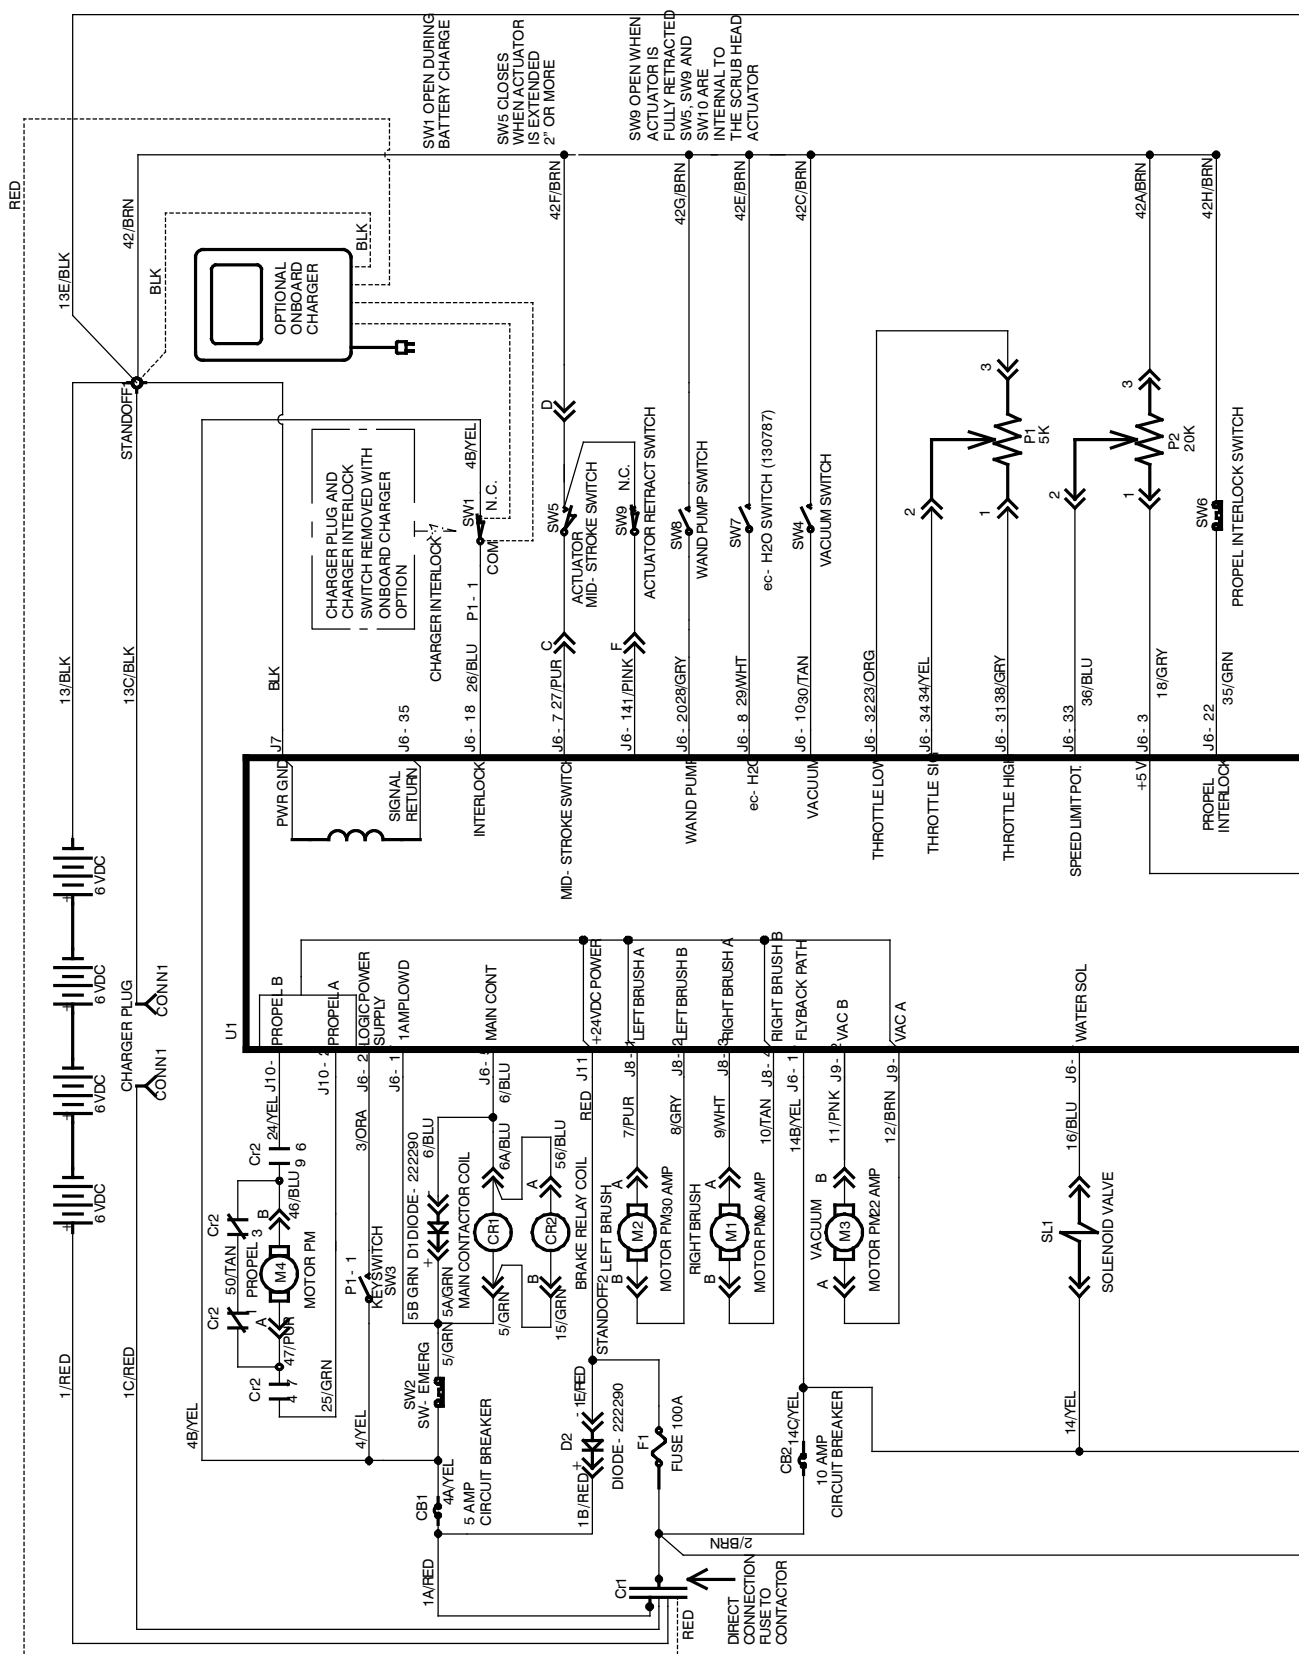 RED
13E/BLK
42/BRN
BLK
BLK
STANDOFF1
OPTIONAL
ONBOARD
CHARGER
SW1 OPEN DURING
BATTERY CHARGE
SW5 CLOSES
WHEN ACTUATOR
IS EXTENDED
2" OR MORE
SW9 OPEN WHEN
ACTUATOR IS
FULLY RETRACTED
SW5, SW9 AND
SW10 ARE
INTERNAL TO
THE SCRUB HEAD
ACTUATOR
42F/BRN
42G/BRN
42E/BRN
42C/BRN
42A/BRN
42H/BRN
13/BLK
13C/BLK
BLK
CHARGER PLUG AND
CHARGER INTERLOCK
SWITCH REMOVED WITH
ONBOARD CHARGER
OPTION
CHARGER INTERLOCK
4B/YEL
SW1
N.C.
COM
P1- 1
26/BLU
D
SW5
ACTUATOR
MID- STROKE SWITCH
C
27/PUR
SW9
N.C.
ACTUATOR RETRACT SWITCH
F
41/PINK
SW8
WAND PUMP SWITCH
28/GRY
SW7
ec- H2O SWITCH (130787)
29/WHT
SW4
VACUUM SWITCH
30/TAN
23/ORG
2
34/YEL
3
P1
5K
1
38/GRY
2
36/BLU
3
P2
20K
1
18/GRY
SW6
PROPEL INTERLOCK SWITCH
35/GRN
J7
J6- 35
J6- 18
J6- 7
J6- 14
J6- 20
J6- 8
J6- 10
J6- 32
J6- 34
J6- 31
J6- 33
J6- 3
J6- 22
PWR GND
SIGNAL
RETURN
INTERLOCK
MID- STROKE SWITCH
WAND PUMP
ec- H2O
VACUUM
THROTTLE LOW
THROTTLE SIG
THROTTLE HIGH
SPEED LIMIT POT.
+5 V
PROPEL
INTERLOCK
+
6 VDC
+
6 VDC
+
6 VDC
+
6 VDC
CHARGER PLUG
CONN1
CONN1
U1
PROPEL B
PROPEL A
LOGIC POWER
SUPPLY
1AMPLOWD
MAIN CONT
+24VDC POWER
LEFT BRUSH A
LEFT BRUSH B
RIGHT BRUSH A
RIGHT BRUSH B
FLYBACK PATH
VAC B
VAC A
WATER SOL
J10-
J10- 2
J6- 2
J6- 1
J6- 5
J11
J8- 1
J8- 2
J8- 3
J8- 4
J6- 1
J9- 2
J9-
J6-
24/YEL
Cr2
9 6
46/BLU
Cr2
50/TAN
3
PROPEL
B
M4
MOTOR PM
A
Cr2
1
47/PUR
Cr2
4 7
25/GRN
3/ORA
P1- 1
KEYSWITCH
SW3
4/YEL
4B/YEL
6/BLU
6/BLU
D1 DIODE - 222290
+
5B GRN
5A/GRN
MAIN CONTACTOR COIL
6A/BLU
CR1
5/GRN
56/BLU
A
CR2
B
15/GRN
BRAKE RELAY COIL
5/GRN
SW2
SW- EMERG
CB1
4A/YEL
5 AMP
CIRCUIT BREAKER
RED
STANDOFF2
1E/RED
-
D2
+
DIODE - 222290
1B/RED
F1
FUSE 100A
7/PUR
A
LEFT BRUSH
M2
MOTOR PM
30 AMP
B
8/GRY
9/WHT
A
RIGHT BRUSH
M1
MOTOR PM
30 AMP
B
10/TAN
14B/YEL
11/PNK
B
VACUUM
M3
MOTOR PM
22 AMP
A
12/BRN
16/BLU
SL1
SOLENOID VALVE
14/YEL
14C/YEL
CB2
10 AMP
CIRCUIT BREAKER
1/RED
1C/RED
1A/RED
2/BRN
Cr1
RED
DIRECT
CONNECTION
FUSE TO
CONTACTOR